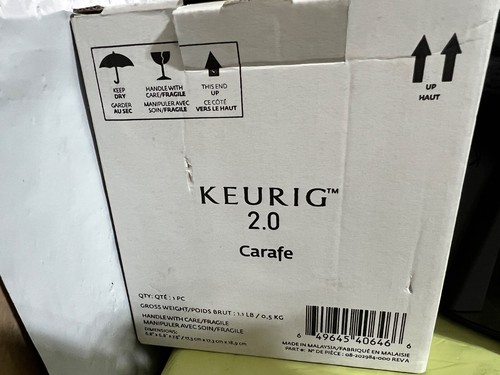 KEEP
DRY
GARDER
AU SEC
HANDLE WITH
CARE/FRAGILE
MANIPULER AVEC
SOIN/FRAGILE
THIS END
UP
CE CÔTÉ
VERS LE HAUT
UP
HAUT
KEURIG™
2.0
Carafe
QTY: QTÉ : 1 PC
GROSS WEIGHT/POIDS BRUT : 1.1 LB / 0,5 KG
HANDLE WITH CARE/FRAGILE
MANIPULER AVEC SOIN/FRAGILE
DIMENSIONS:
6 49645 40646 6
MADE IN MALAYSIA/FABRIQUÉ EN MALAISIE
PART #: N° DE PIÈCE : 08-202984-000 REV A